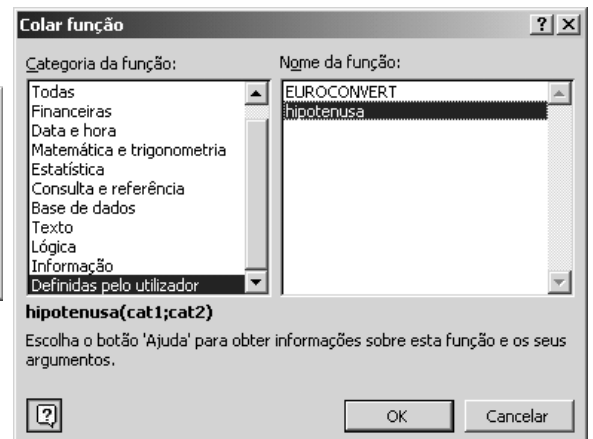 Colar função
Categoria da função:
Todas
Financeiras
Data e hora
Matemática e trigonometria
Estatística
Consulta e referência
Base de dados
Texto
Lógica
Informação
Definidas pelo utilizador
Nome da função:
EUROCONVERT
hipotenusa
hipotenusa(cat1;cat2)
Escolha o botão 'Ajuda' para obter informações sobre esta função e os seus
argumentos.
OK
Cancelar